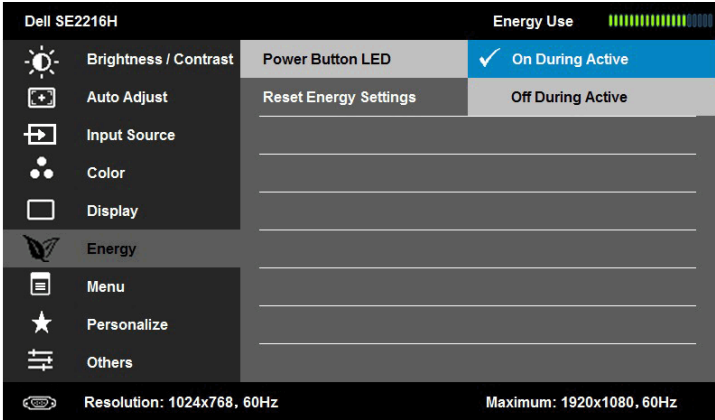 Dell SE2216H Energy Use
Brightness / Contrast Power Button LED On During Active
Auto Adjust Reset Energy Settings Off During Active
Input Source
Color
Display
Energy
Menu
Personalize
Others
Resolution: 1024x768, 60Hz Maximum: 1920x1080, 60Hz